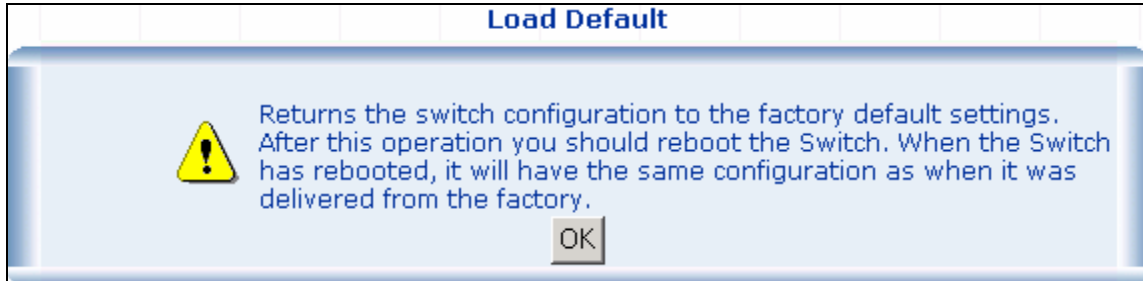 Load Default
Returns the switch configuration to the factory default settings.
After this operation you should reboot the Switch. When the Switch
has rebooted, it will have the same configuration as when it was
delivered from the factory.
OK